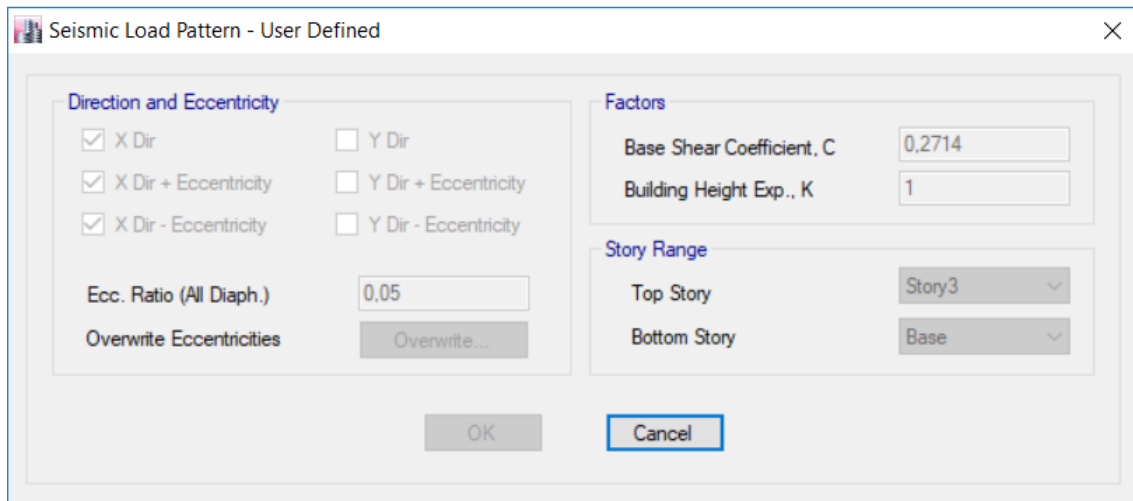 Seismic Load Pattern - User Defined
Direction and Eccentricity
X Dir
Y Dir
X Dir + Eccentricity
Y Dir + Eccentricity
X Dir - Eccentricity
Y Dir - Eccentricity
Ecc. Ratio (All Diaph.)
0,05
Overwrite Eccentricities
Overwrite...
Factors
Base Shear Coefficient, C
0,2714
Building Height Exp., K
1
Story Range
Top Story
Story3
Bottom Story
Base
OK
Cancel